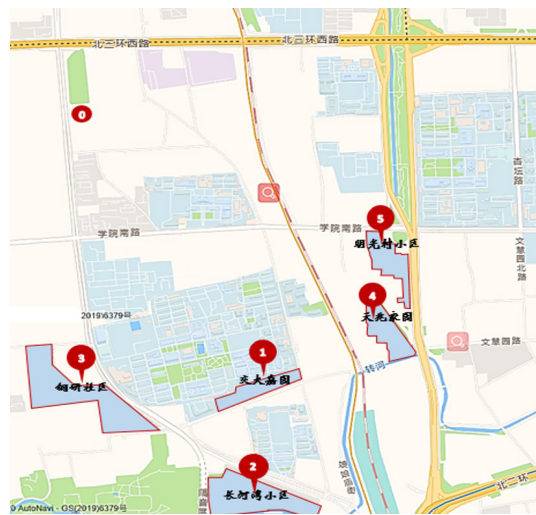 北三环西路
北三环西路
0
杏坛路
学院南路
学院南路
5
明光村小区
文慧园北路
4
天兆家园
2019)6379号
文慧园路
3
钢研社区
1
交大嘉园
转河
2
长河湾小区
北二环
© AutoNavi - GS(2019)6379号